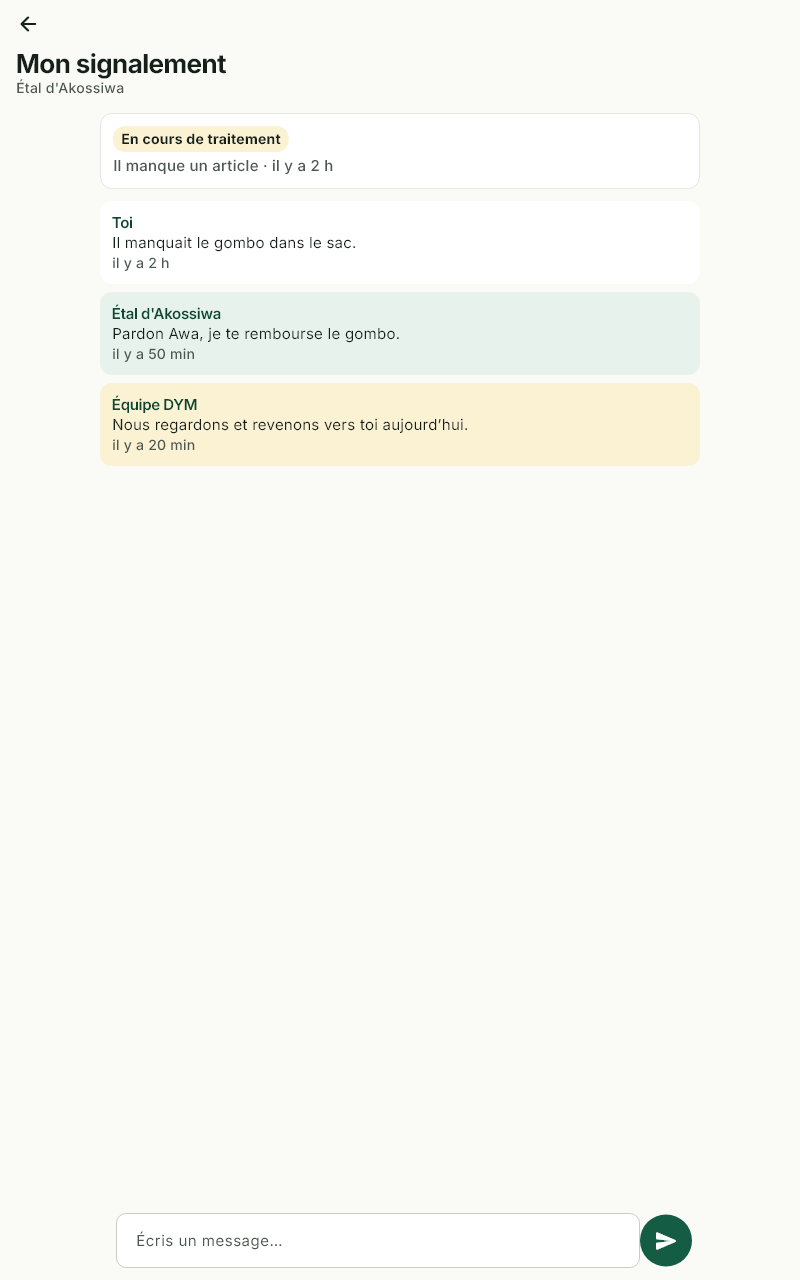 Mon signalement
Étal d'Akossiwa
En cours de traitement
Il manque un article · il y a 2 h
Toi
Il manquait le gombo dans le sac.
il y a 2 h
Étal d'Akossiwa
Pardon Awa, je te rembourse le gombo.
il y a 50 min
Équipe DYM
Nous regardons et revenons vers toi aujourd’hui.
il y a 20 min
Écris un message…